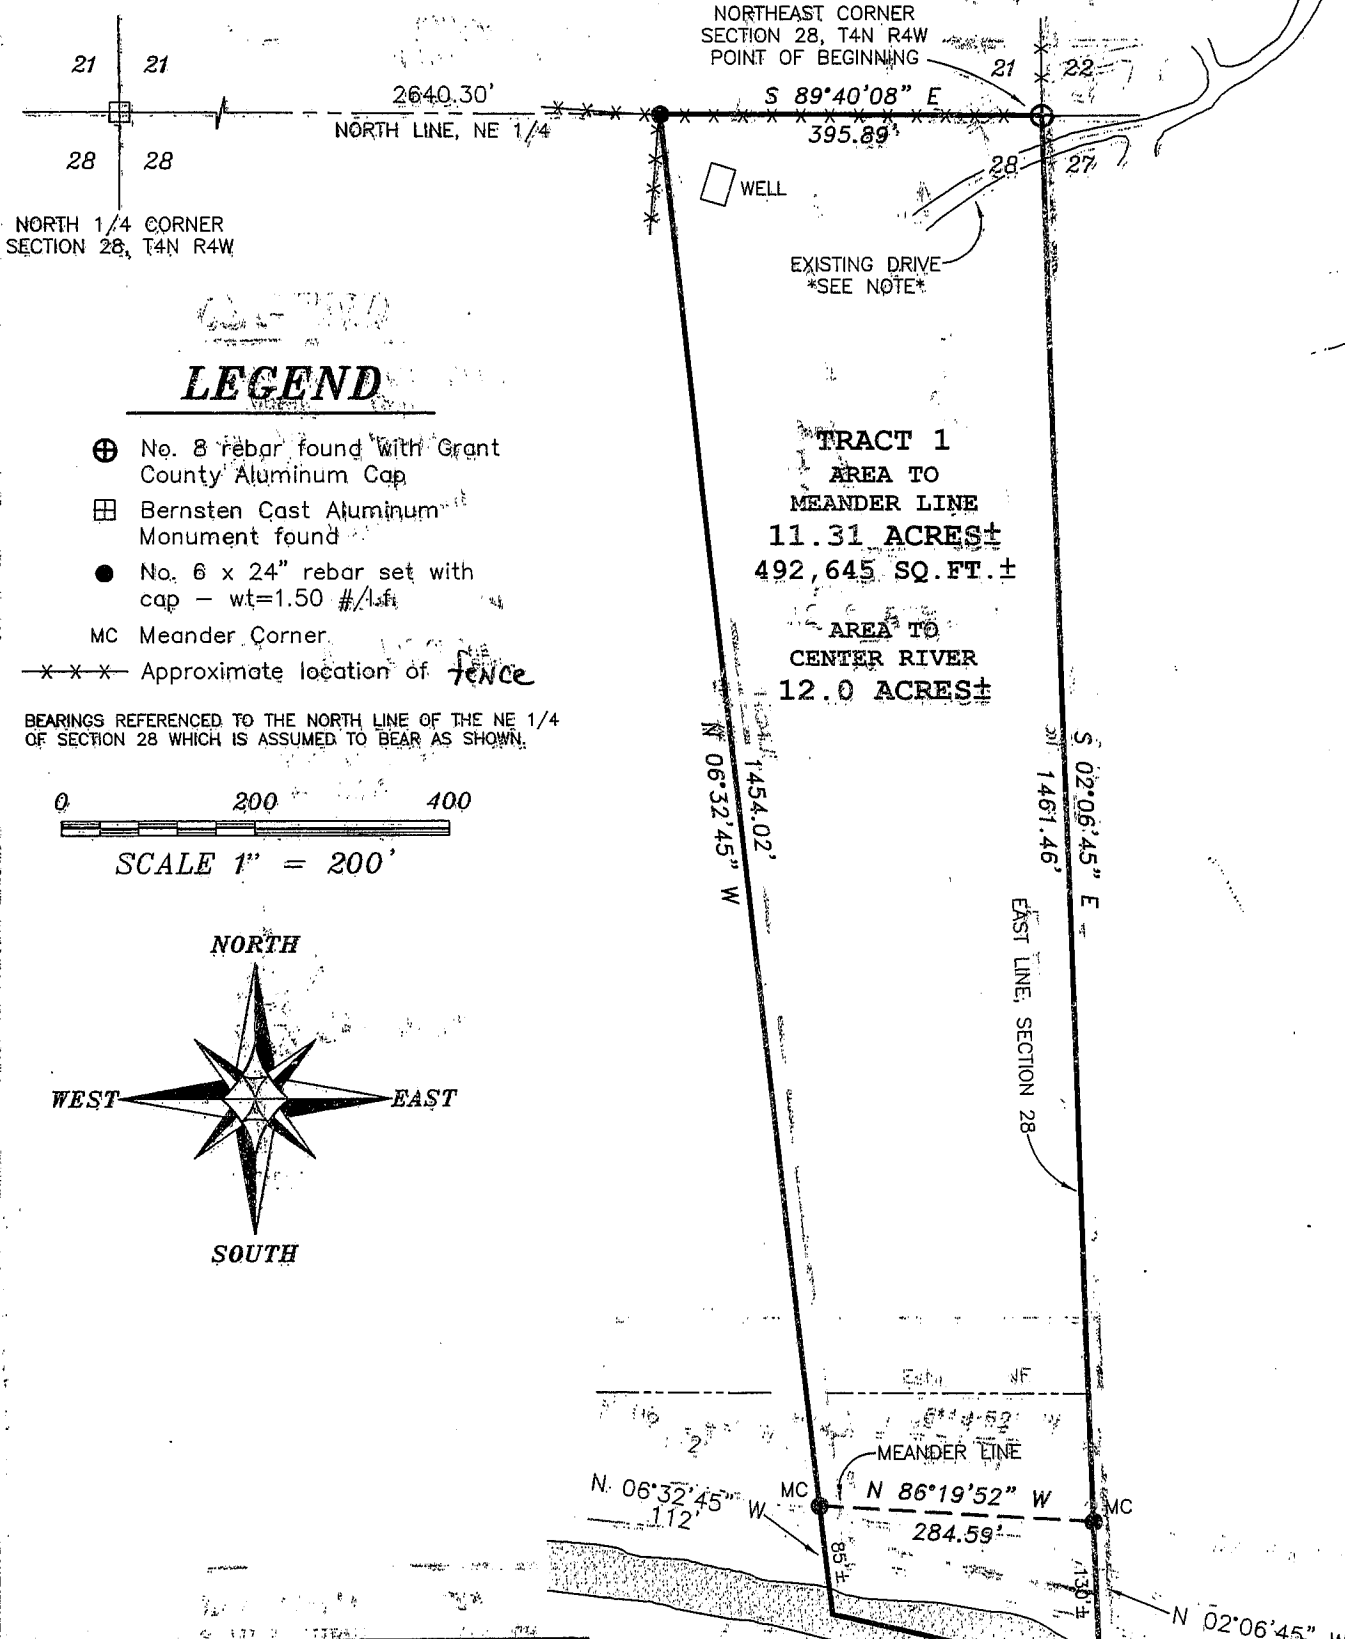 NORTHEAST CORNER
SECTION 28, T4N R4W
POINT OF BEGINNING
21 21
28 28
2640.30'
NORTH LINE, NE 1/4
S 89°40'08" E
395.89'
21 22
28 27
NORTH 1/4 CORNER
SECTION 28, T4N R4W
WELL
EXISTING DRIVE
*SEE NOTE*
LEGEND
No. 8 rebar found with Grant
County Aluminum Cap
Bernsten Cast Aluminum
Monument found
No. 6 x 24" rebar set with
cap – wt=1.50 #/l.f.
MC Meander Corner
Approximate location of fence
BEARINGS REFERENCED TO THE NORTH LINE OF THE NE 1/4
OF SECTION 28 WHICH IS ASSUMED TO BEAR AS SHOWN.
0 200 400
SCALE 1" = 200'
NORTH
WEST
EAST
SOUTH
TRACT 1
AREA TO
MEANDER LINE
11.31 ACRES±
492,645 SQ.FT.±
AREA TO
CENTER RIVER
12.0 ACRES±
N 06°32'45" W
1454.02'
S 02°06'45" E
1461.46'
EAST LINE, SECTION 28
MEANDER LINE
MC
N 86°19'52" W
284.59'
MC
N 06°32'45" W
112'
85'±
130'±
N 02°06'45" W